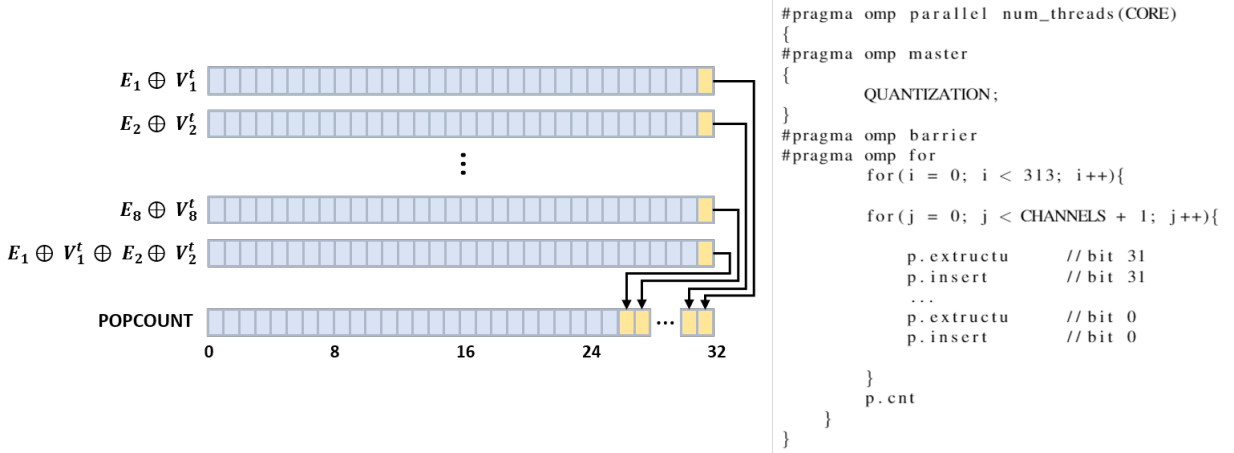 E₁ ⊕ V₁ᵗ
E₂ ⊕ V₂ᵗ
⋮
E₈ ⊕ V₈ᵗ
E₁ ⊕ V₁ᵗ ⊕ E₂ ⊕ V₂ᵗ
...
POPCOUNT
0 8 16 24 32
#pragma omp parallel num_threads(CORE)
{
#pragma omp master
{
QUANTIZATION;
}
#pragma omp barrier
#pragma omp for
for(i = 0; i < 313; i++){
for(j = 0; j < CHANNELS + 1; j++){
p.extructu //bit 31
p.insert //bit 31
...
p.extructu //bit 0
p.insert //bit 0
}
p.cnt
}
}